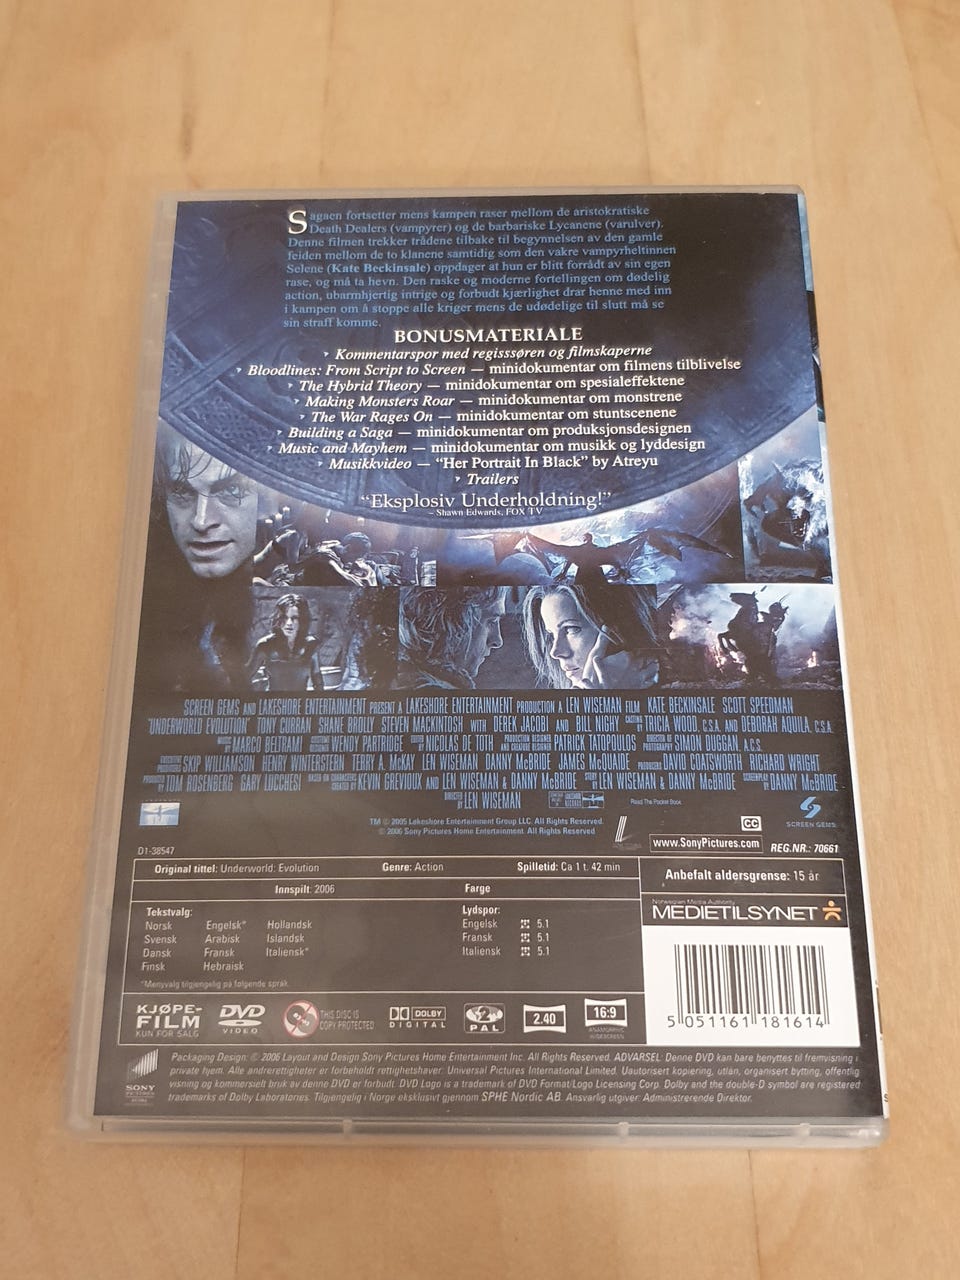 Sagaen fortsetter mens kampen raser mellom de aristokratiske
Death Dealers (vampyrer) og de barbariske Lycanene (varulver).
Denne filmen trekker trådene tilbake til begynnelsen av den gamle
feiden mellom de to klanene samtidig som den vakre vampyrheltinnen
Selene (Kate Beckinsale) oppdager at hun er blitt forrådt av sin egen
rase, og må ta hevn. Den raske og moderne fortellingen om dødelig
action, ubarmhjertig intrige og forbudt kjærlighet drar henne med inn
i kampen om å stoppe alle kriger mens de udødelige til slutt må se
sin straff komme.
BONUSMATERIALE
Kommentarspor med regisssøren og filmskaperne
Bloodlines: From Script to Screen — minidokumentar om filmens tilblivelse
The Hybrid Theory — minidokumentar om spesialeffektene
Making Monsters Roar — minidokumentar om monstrene
The War Rages On — minidokumentar om stuntscenene
Building a Saga — minidokumentar om produksjonsdesignen
Music and Mayhem — minidokumentar om musikk og lyddesign
Musikkvideo — “Her Portrait In Black” by Atreyu
Trailers
“Eksplosiv Underholdning!”
– Shawn Edwards, FOX TV
SCREEN GEMS AND LAKESHORE ENTERTAINMENT PRESENT A LAKESHORE ENTERTAINMENT PRODUCTION A LEN WISEMAN FILM KATE BECKINSALE SCOTT SPEEDMAN
"UNDERWORLD EVOLUTION" TONY CURRAN SHANE BROLLY STEVEN MACKINTOSH WITH DEREK JACOBI AND BILL NIGHY CASTING BY TRICIA WOOD, C.S.A. AND DEBORAH AQUILA, C.S.A.
MUSIC BY MARCO BELTRAMI COSTUME DESIGNER WENDY PARTRIDGE EDITOR NICOLAS DE TOTH PRODUCTION DESIGNER AND CREATURE DESIGNER PATRICK TATOPOULOS DIRECTOR OF PHOTOGRAPHY SIMON DUGGAN, A.C.S.
EXECUTIVE PRODUCERS SKIP WILLIAMSON HENRY WINTERSTERN TERRY A. McKAY LEN WISEMAN DANNY McBRIDE JAMES McQUAIDE PRODUCERS DAVID COATSWORTH RICHARD WRIGHT
PRODUCED BY TOM ROSENBERG GARY LUCCHESI BASED ON CHARACTERS CREATED BY KEVIN GREVIOUX AND LEN WISEMAN & DANNY McBRIDE STORY BY LEN WISEMAN & DANNY McBRIDE SCREENPLAY BY DANNY McBRIDE
DIRECTED BY LEN WISEMAN
Read The Pocket Book
SCREEN GEMS
TM © 2005 Lakeshore Entertainment Group LLC. All Rights Reserved.
© 2006 Sony Pictures Home Entertainment. All Rights Reserved
CC
www.SonyPictures.com
REG.NR.: 70661
D1-38547
Original tittel: Underworld: Evolution Genre: Action Spilletid: Ca 1 t. 42 min
Innspilt: 2006 Farge
Anbefalt aldersgrense: 15 år
Norwegian Media Authority
MEDIETILSYNET
Tekstvalg:
Norsk Engelsk* Hollandsk
Svensk Arabisk Islandsk
Dansk Fransk Italiensk*
Finsk Hebraisk
*Menyvalg tilgjengelig på følgende språk.
Lydspor:
Engelsk 5.1
Fransk 5.1
Italiensk 5.1
5 051161 181614
KJØPE-
FILM
KUN FOR SALG
DVD
VIDEO
THIS DISC IS
COPY PROTECTED
DOLBY
DIGITAL
PAL
2.40
16:9
ANAMORPHIC
WIDESCREEN
SONY
PICTURES
Packaging Design: © 2006 Layout and Design Sony Pictures Home Entertainment Inc. All Rights Reserved. ADVARSEL: Denne DVD kan bare benyttes til fremvisning i
privare hjem. Alle andrerettigheter er forbeholdt rettighetshaver: Universal Pictures International Limited. Uautorisert kopiering, utlån, organisert bytting, offentlig
visning og kommersielt bruk av denne DVD er forbudt. DVD Logo is a trademark of DVD Format/Logo Licensing Corp. Dolby and the double-D symbol are registered
trademarks of Dolby Laboratories. Tilgjengelig i Norge eksklusivt gjennom SPHE Nordic AB. Ansvarlig utgiver: Administrerende Direktør.